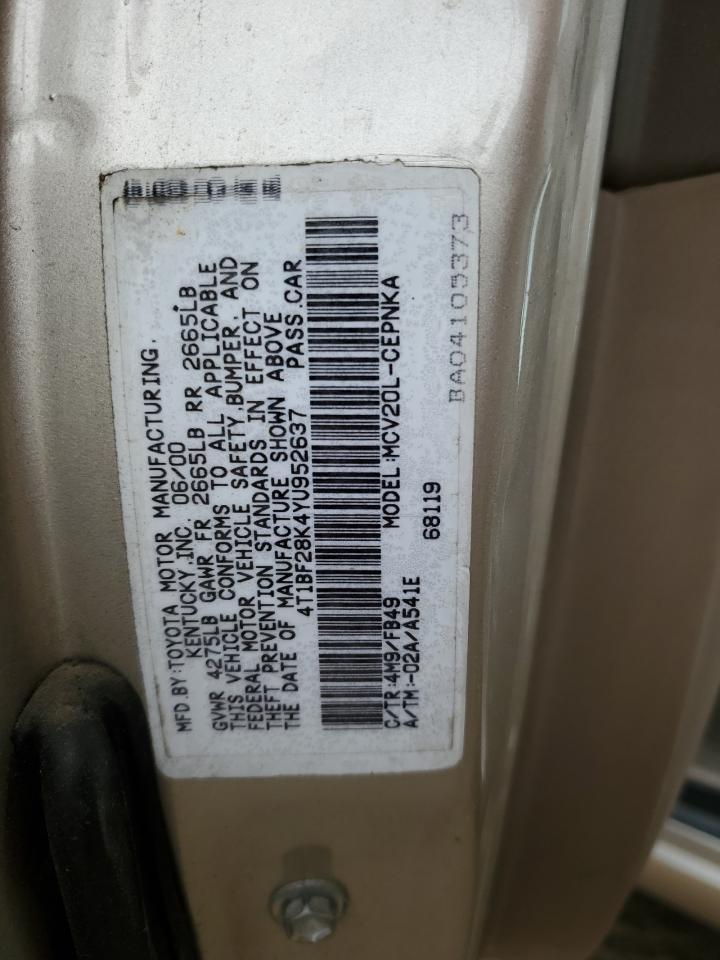 MFD.BY:TOYOTA MOTOR MANUFACTURING,
KENTUCKY,INC. 06/00
GVWR 4275LB GAWR FR 2665LB RR 2665LB
THIS VEHICLE CONFORMS TO ALL APPLICABLE
FEDERAL MOTOR VEHICLE SAFETY,BUMPER, AND
THEFT PREVENTION STANDARDS IN EFFECT ON
THE DATE OF MANUFACTURE SHOWN ABOVE
4T1BF28K4YU952637 PASS.CAR
C/TR:4M9/FB49 MODEL:MCV20L-CEPNKA
A/TM:-02A/A541E 68119
BA04103373